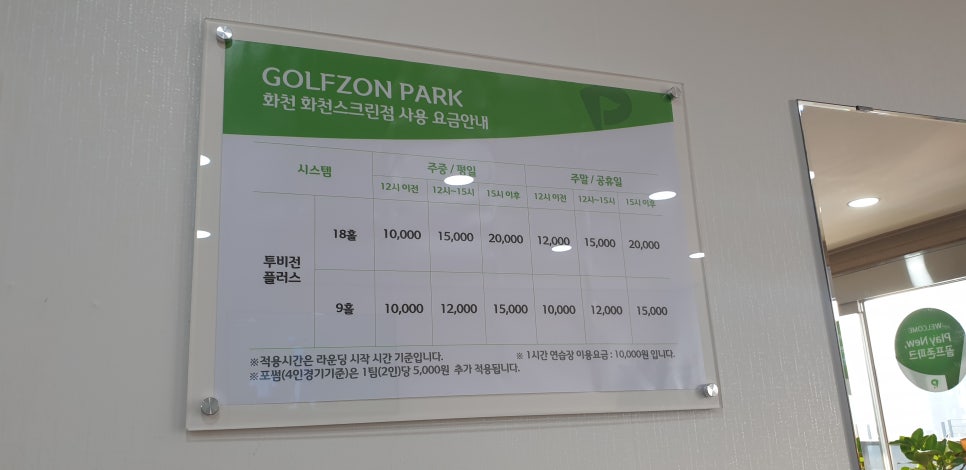 GOLFZON PARK
화천 화천스크린점 사용 요금안내
시스템 주중 / 평일 주말 / 공휴일
12시 이전 12시~15시 15시 이후 12시 이전 12시~15시 15시 이후
투비전 플러스
18홀 10,000 15,000 20,000 12,000 15,000 20,000
9홀 10,000 12,000 15,000 10,000 12,000 15,000
※적용시간은 라운딩 시작 시간 기준입니다. ※ 1시간 연습장 이용요금 : 10,000원 입니다.
※포썸(4인경기기준)은 1팀(2인)당 5,000원 추가 적용됩니다.
WELCOME
Play New,
골프존파크